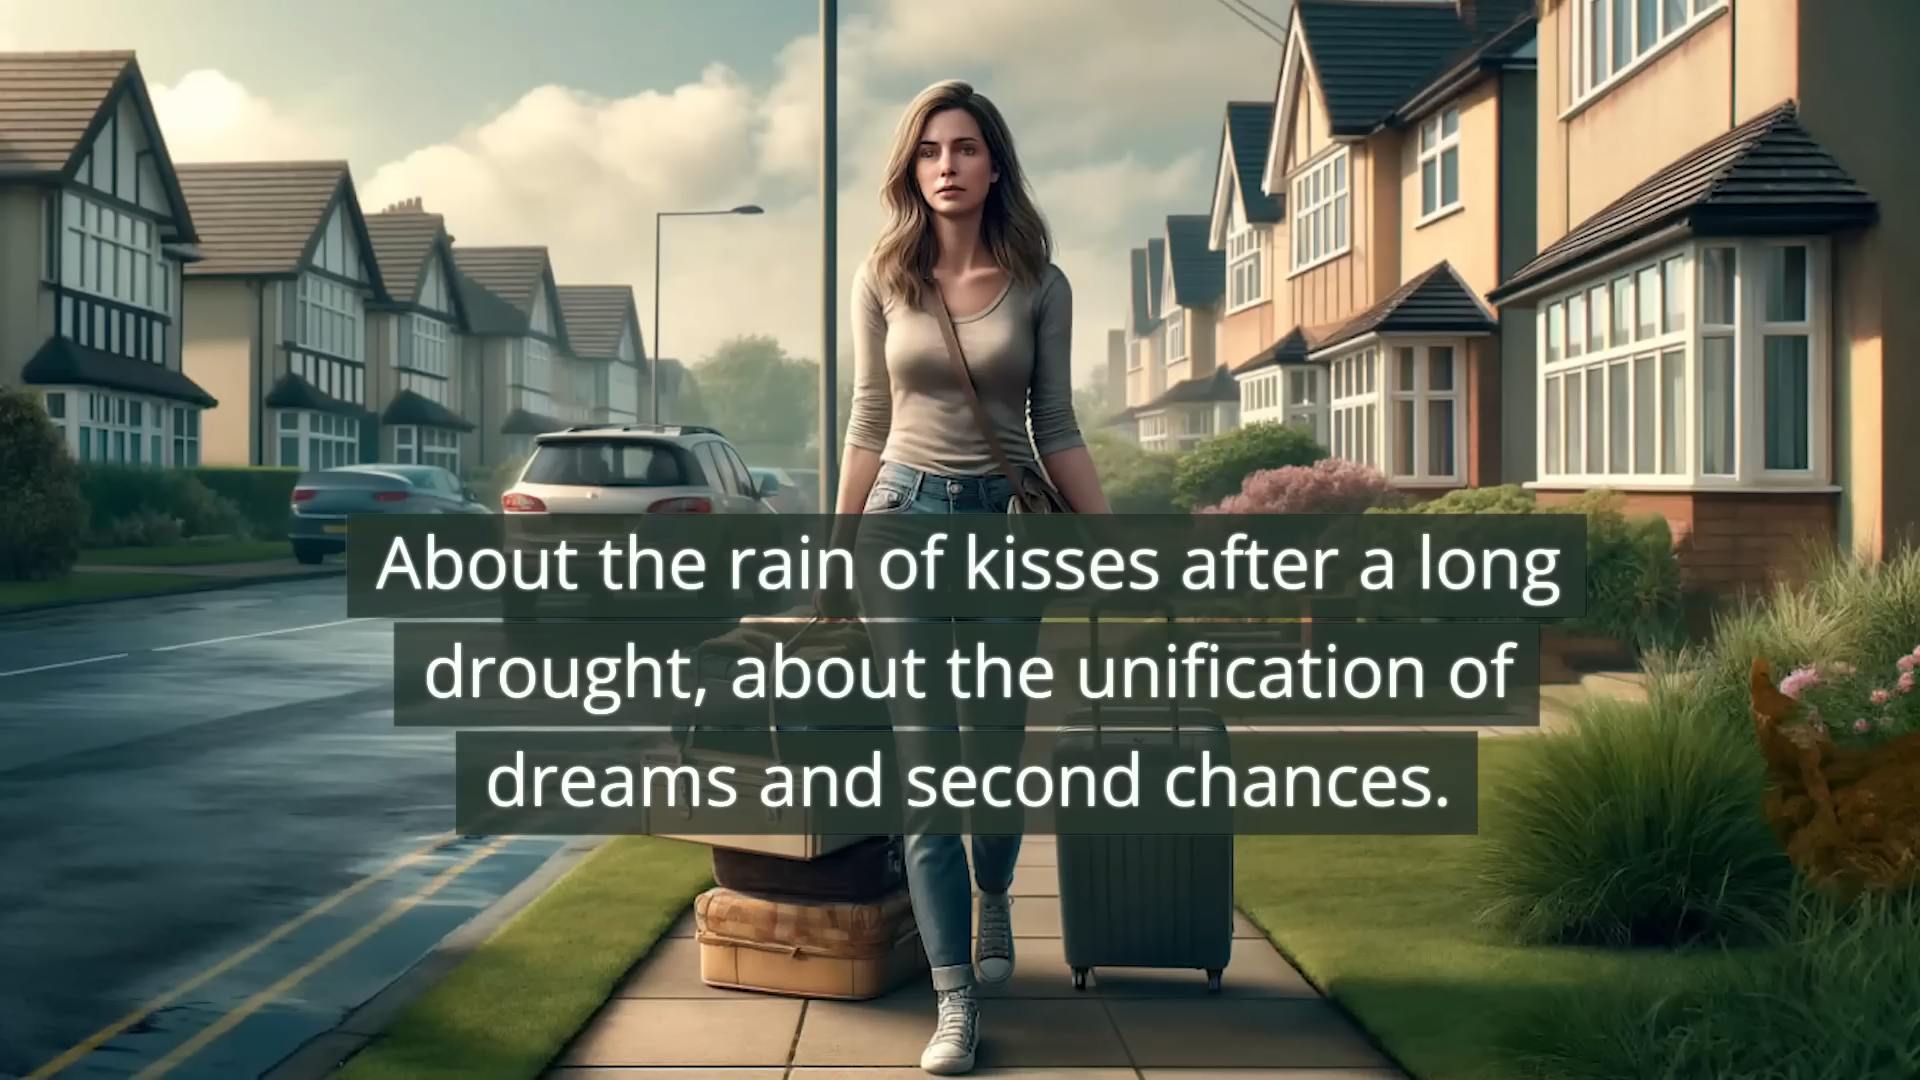 About the rain of kisses after a long
drought, about the unification of
dreams and second chances.